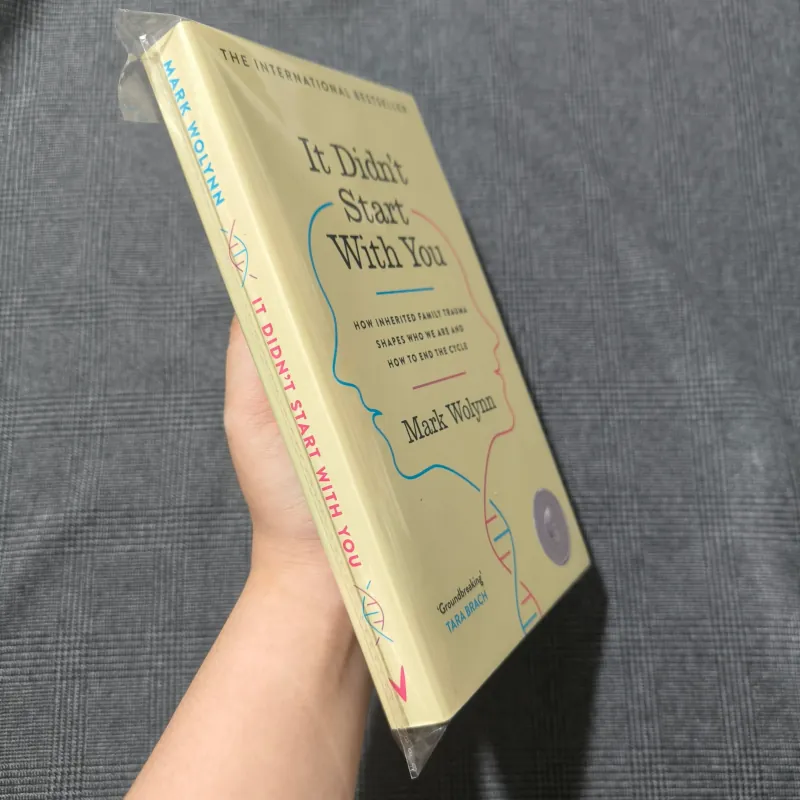 THE INTERNATIONAL BESTSELLER
It Didn't
Start
With You
HOW INHERITED FAMILY TRAUMA
SHAPES WHO WE ARE AND
HOW TO END THE CYCLE
Mark Wolynn
'Groundbreaking'
TARA BRACH
MARK WOLYNN IT DIDN'T START WITH YOU